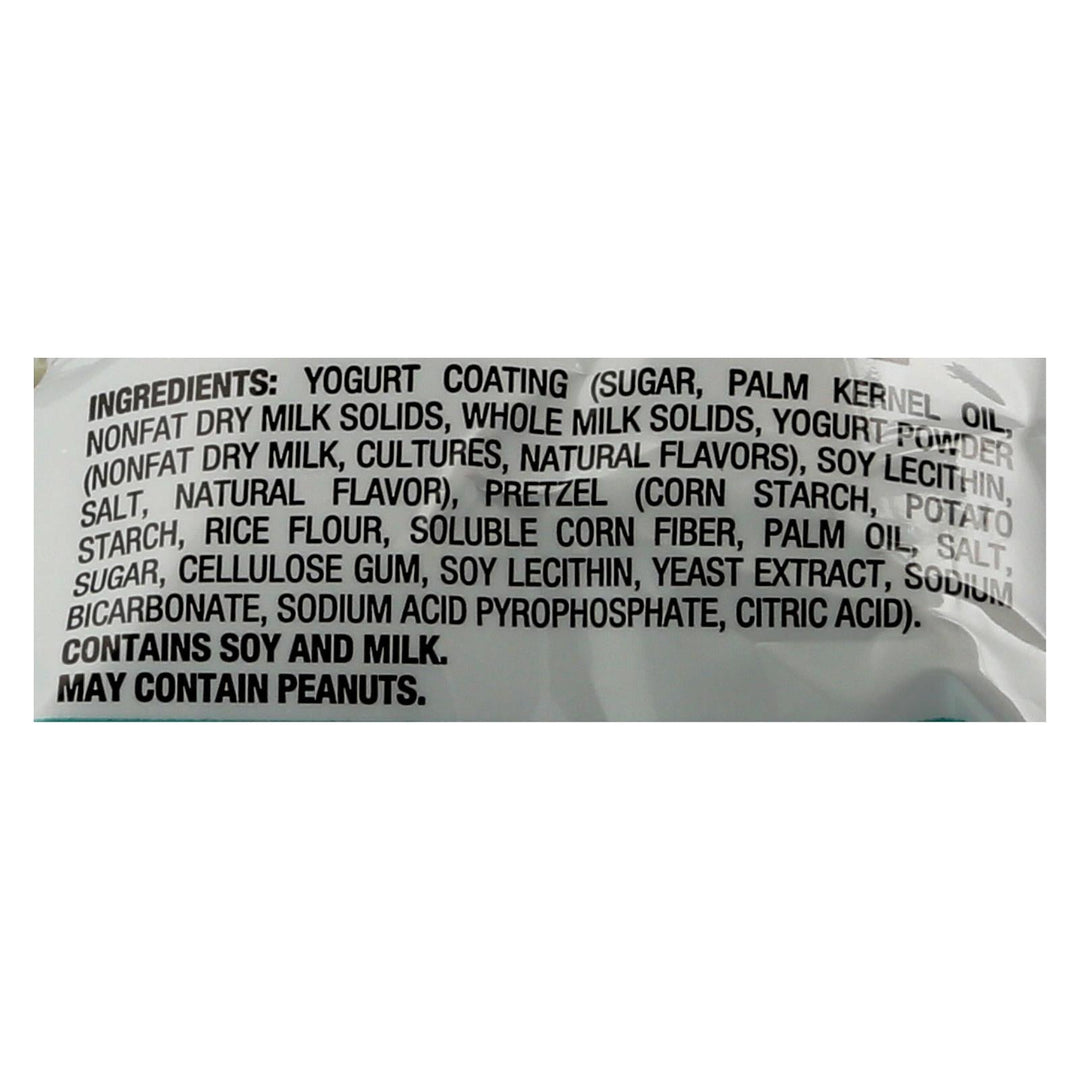 INGREDIENTS: YOGURT COATING (SUGAR, PALM KERNEL OIL,
NONFAT DRY MILK SOLIDS, WHOLE MILK SOLIDS, YOGURT POWDER
(NONFAT DRY MILK, CULTURES, NATURAL FLAVORS), SOY LECITHIN,
SALT, NATURAL FLAVOR), PRETZEL (CORN STARCH, POTATO
STARCH, RICE FLOUR, SOLUBLE CORN FIBER, PALM OIL, SALT,
SUGAR, CELLULOSE GUM, SOY LECITHIN, YEAST EXTRACT, SODIUM
BICARBONATE, SODIUM ACID PYROPHOSPHATE, CITRIC ACID).
CONTAINS SOY AND MILK.
MAY CONTAIN PEANUTS.